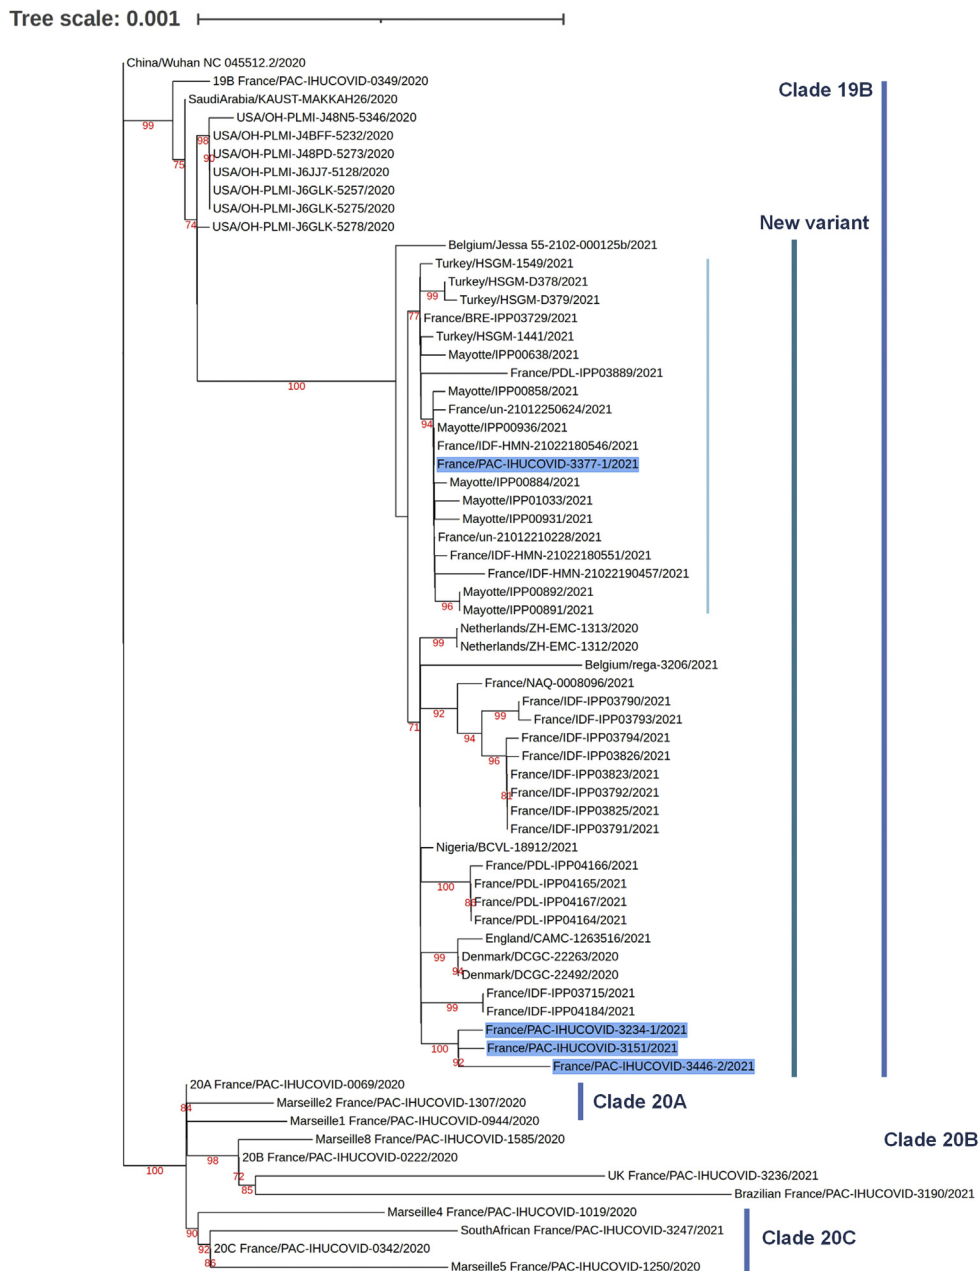 Tree scale: 0.001
China/Wuhan NC 045512.2/2020
19B France/PAC-IHUCOVID-0349/2020
Clade 19B
SaudiArabia/KAUST-MAKKAH26/2020
99
USA/OH-PLMI-J48N5-5346/2020
98
USA/OH-PLMI-J4BFF-5232/2020
90
USA/OH-PLMI-J48PD-5273/2020
75
USA/OH-PLMI-J6JJ7-5128/2020
USA/OH-PLMI-J6GLK-5257/2020
USA/OH-PLMI-J6GLK-5275/2020
74
USA/OH-PLMI-J6GLK-5278/2020
New variant
Belgium/Jessa 55-2102-000125b/2021
Turkey/HSGM-1549/2021
Turkey/HSGM-D378/2021
99
Turkey/HSGM-D379/2021
77
France/BRE-IPP03729/2021
Turkey/HSGM-1441/2021
Mayotte/IPP00638/2021
France/PDL-IPP03889/2021
100
Mayotte/IPP00858/2021
France/un-21012250624/2021
94
Mayotte/IPP00936/2021
France/IDF-HMN-21022180546/2021
France/PAC-IHUCOVID-3377-1/2021
Mayotte/IPP00884/2021
Mayotte/IPP01033/2021
Mayotte/IPP00931/2021
France/un-21012210228/2021
France/IDF-HMN-21022180551/2021
France/IDF-HMN-21022190457/2021
Mayotte/IPP00892/2021
96
Mayotte/IPP00891/2021
Netherlands/ZH-EMC-1313/2020
99
Netherlands/ZH-EMC-1312/2020
Belgium/rega-3206/2021
France/NAQ-0008096/2021
France/IDF-IPP03790/2021
92
99
France/IDF-IPP03793/2021
71
94
France/IDF-IPP03794/2021
France/IDF-IPP03826/2021
96
France/IDF-IPP03823/2021
France/IDF-IPP03792/2021
France/IDF-IPP03825/2021
France/IDF-IPP03791/2021
Nigeria/BCVL-18912/2021
France/PDL-IPP04166/2021
100
France/PDL-IPP04165/2021
France/PDL-IPP04167/2021
France/PDL-IPP04164/2021
England/CAMC-1263516/2021
99
Denmark/DCGC-22263/2020
94
Denmark/DCGC-22492/2020
France/IDF-IPP03715/2021
99
France/IDF-IPP04184/2021
France/PAC-IHUCOVID-3234-1/2021
100
France/PAC-IHUCOVID-3151/2021
92
France/PAC-IHUCOVID-3446-2/2021
20A France/PAC-IHUCOVID-0069/2020
84
Marseille2 France/PAC-IHUCOVID-1307/2020
Clade 20A
Marseille1 France/PAC-IHUCOVID-0944/2020
Marseille8 France/PAC-IHUCOVID-1585/2020
Clade 20B
98
20B France/PAC-IHUCOVID-0222/2020
100
72
UK France/PAC-IHUCOVID-3236/2021
85
Brazilian France/PAC-IHUCOVID-3190/2021
Marseille4 France/PAC-IHUCOVID-1019/2020
90
SouthAfrican France/PAC-IHUCOVID-3247/2021
Clade 20C
92
20C France/PAC-IHUCOVID-0342/2020
86
Marseille5 France/PAC-IHUCOVID-1250/2020